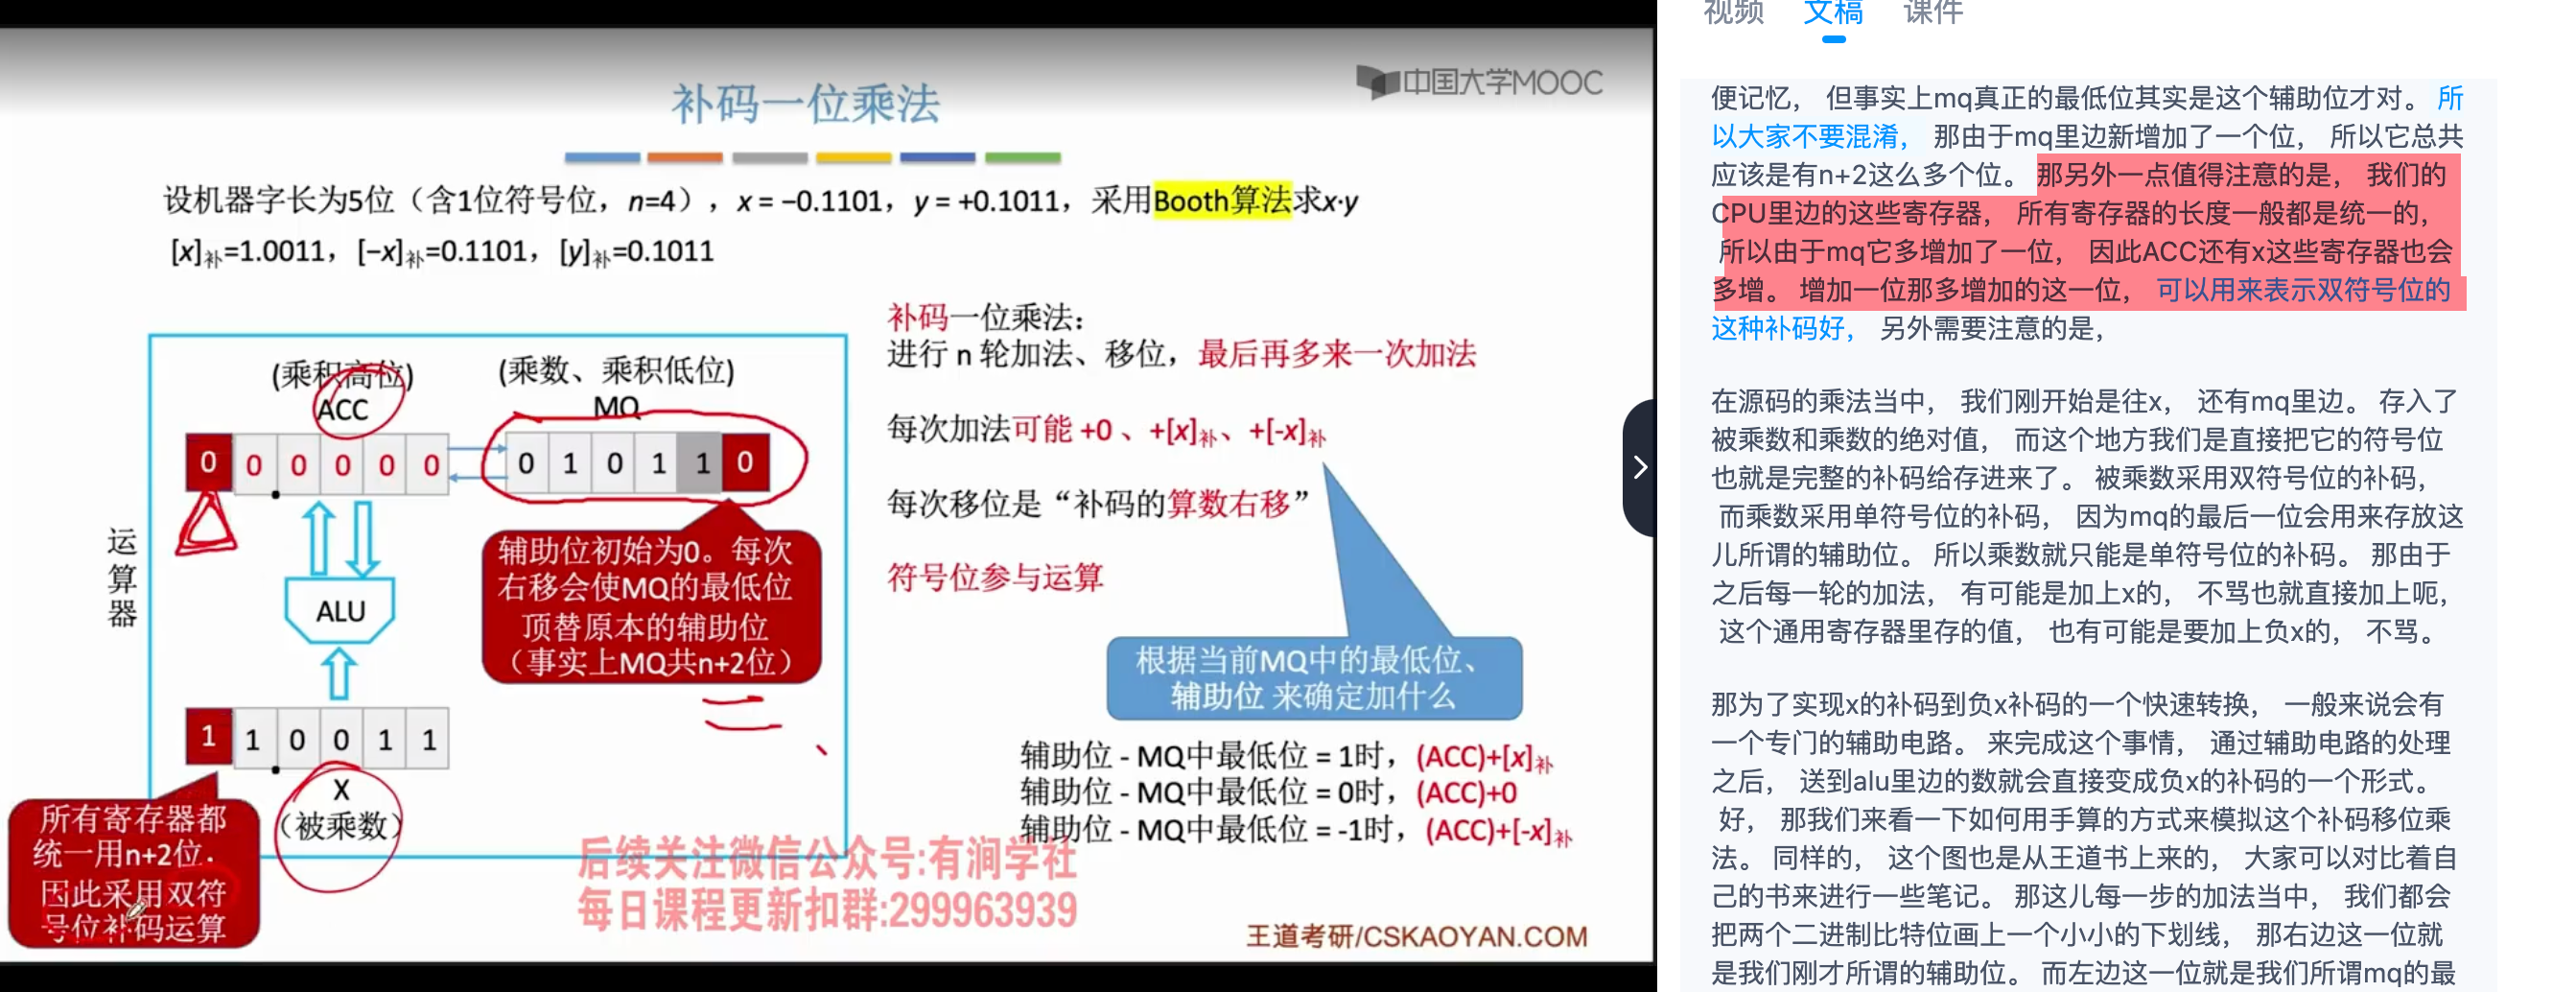 中国大学MOOC
补码一位乘法
设机器字长为5位（含1位符号位，n=4），x = −0.1101，y = +0.1011，采用Booth算法求x·y
[x]补=1.0011，[−x]补=0.1101，[y]补=0.1011
(乘积高位)
ACC
(乘数、乘积低位)
MQ
0 0 0 0 0 0
0 1 0 1 1 0
运算器
ALU
辅助位初始为0。每次
右移会使MQ的最低位
顶替原本的辅助位
（事实上MQ共n+2位）
1 1 0 0 1 1
X
（被乘数）
所有寄存器都
统一用n+2位.
因此采用双符
号位补码运算
补码一位乘法：
进行 n 轮加法、移位，最后再多来一次加法
每次加法可能 +0 、+[x]补、+[-x]补
每次移位是“补码的算数右移”
符号位参与运算
根据当前MQ中的最低位、
辅助位 来确定加什么
辅助位 - MQ中最低位 = 1时，(ACC)+[x]补
辅助位 - MQ中最低位 = 0时，(ACC)+0
辅助位 - MQ中最低位 = -1时，(ACC)+[-x]补
后续关注微信公众号:有涧学社
每日课程更新扣群:299963939
王道考研/CSKAOYAN.COM
视频 文稿 课件
便记忆， 但事实上mq真正的最低位其实是这个辅助位才对。 所
以大家不要混淆， 那由于mq里边新增加了一个位， 所以它总共
应该是有n+2这么多个位。 那另外一点值得注意的是， 我们的
CPU里边的这些寄存器， 所有寄存器的长度一般都是统一的，
所以由于mq它多增加了一位， 因此ACC还有x这些寄存器也会
多增。 增加一位那多增加的这一位， 可以用来表示双符号位的
这种补码好， 另外需要注意的是，
在源码的乘法当中， 我们刚开始是往x， 还有mq里边。 存入了
被乘数和乘数的绝对值， 而这个地方我们是直接把它的符号位
也就是完整的补码给存进来了。 被乘数采用双符号位的补码，
而乘数采用单符号位的补码， 因为mq的最后一位会用来存放这
儿所谓的辅助位。 所以乘数就只能是单符号位的补码。 那由于
之后每一轮的加法， 有可能是加上x的， 不骂也就直接加上呃，
这个通用寄存器里存的值， 也有可能是要加上负x的， 不骂。
那为了实现x的补码到负x补码的一个快速转换， 一般来说会有
一个专门的辅助电路。 来完成这个事情， 通过辅助电路的处理
之后， 送到alu里边的数就会直接变成负x的补码的一个形式。
好， 那我们来看一下如何用手算的方式来模拟这个补码移位乘
法。 同样的， 这个图也是从王道书上来的， 大家可以对比着自
己的书来进行一些笔记。 那这儿每一步的加法当中， 我们都会
把两个二进制比特位画上一个小小的下划线， 那右边这一位就
是我们刚才所谓的辅助位。 而左边这一位就是我们所谓mq的最